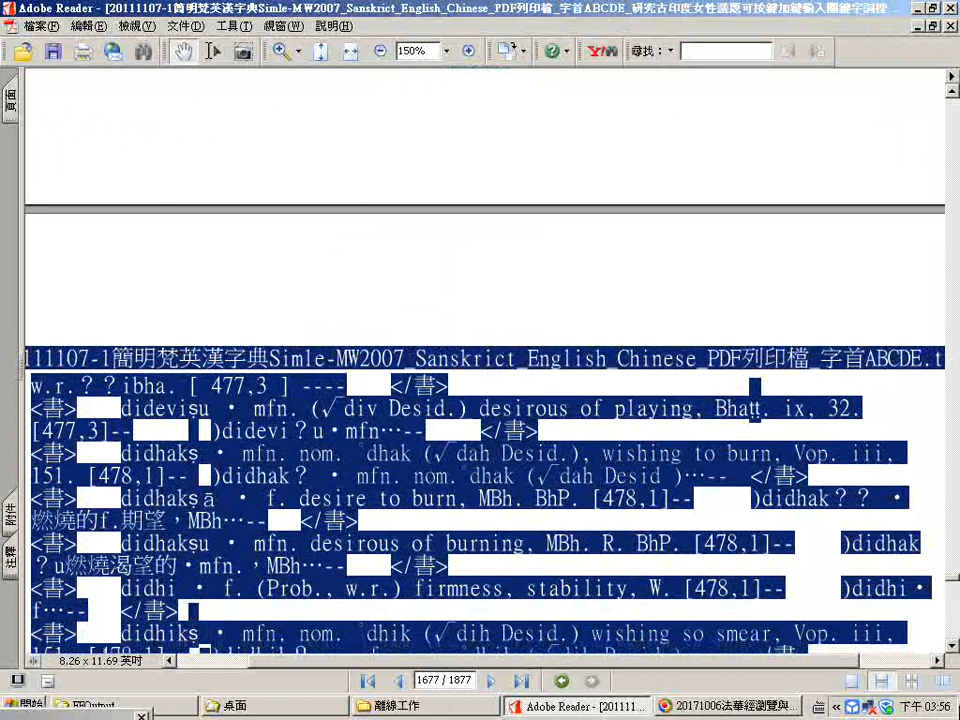 Adobe Reader - [20111107-1簡明梵英漢字典Simle-MW2007_Sanskrict_English_Chinese_PDF列印檔_字首ABCDE_研究古印度女性議題可按鍵加鍵輸入關鍵字詞搜
檔案(F) 編輯(E) 檢視(V) 文件(D) 工具(T) 視窗(W) 說明(H)
150% Y! 尋找:
頁面
111107-1簡明梵英漢字典Simle-MW2007_Sanskrict_English_Chinese_PDF列印檔_字首ABCDE.t
w.r.??ibha. [ 477,3 ] ---- </書>
<書> dideviṣu • mfn. (√div Desid.) desirous of playing, Bhaṭṭ. ix, 32.
[477,3]-- )didevi?u•mfn…-- </書>
<書> didhakṣ • mfn. nom. °dhak (√dah Desid.), wishing to burn, Vop. iii,
151. [478,1]-- )didhak? • mfn. nom. °dhak (√dah Desid )…-- </書>
<書> didhakṣā • f. desire to burn, MBh. BhP. [478,1]-- )didhak?? •
燃燒的f.期望，MBh…-- </書>
<書> didhakṣu • mfn. desirous of burning, MBh. R. BhP. [478,1]-- )didhak
?u燃燒渴望的•mfn.，MBh…-- </書>
<書> didhi • f. (Prob., w.r.) firmness, stability, W. [478,1]-- )didhi•
f…-- </書>
<書> didhikṣ • mfn. nom. °dhik (√dih Desid.) wishing so smear, Vop. iii,
附件
注釋
8.26 x 11.69 英吋
1677 / 1877
開始 桌面 離線工作 Adobe Reader - [201111... 20171006法華經瀏覽與... 下午 03:56